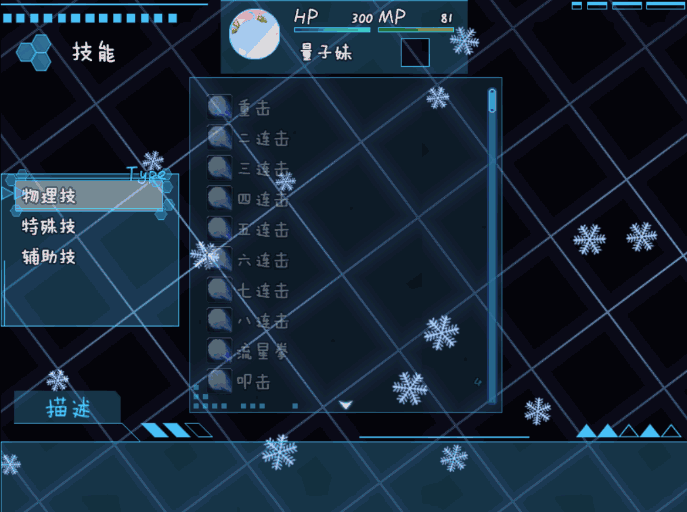 HP 300 MP 81
技能
量子妹
Type
物理技
特殊技
辅助技
重击
二连击
三连击
四连击
五连击
六连击
七连击
八连击
流星拳
叩击
描述